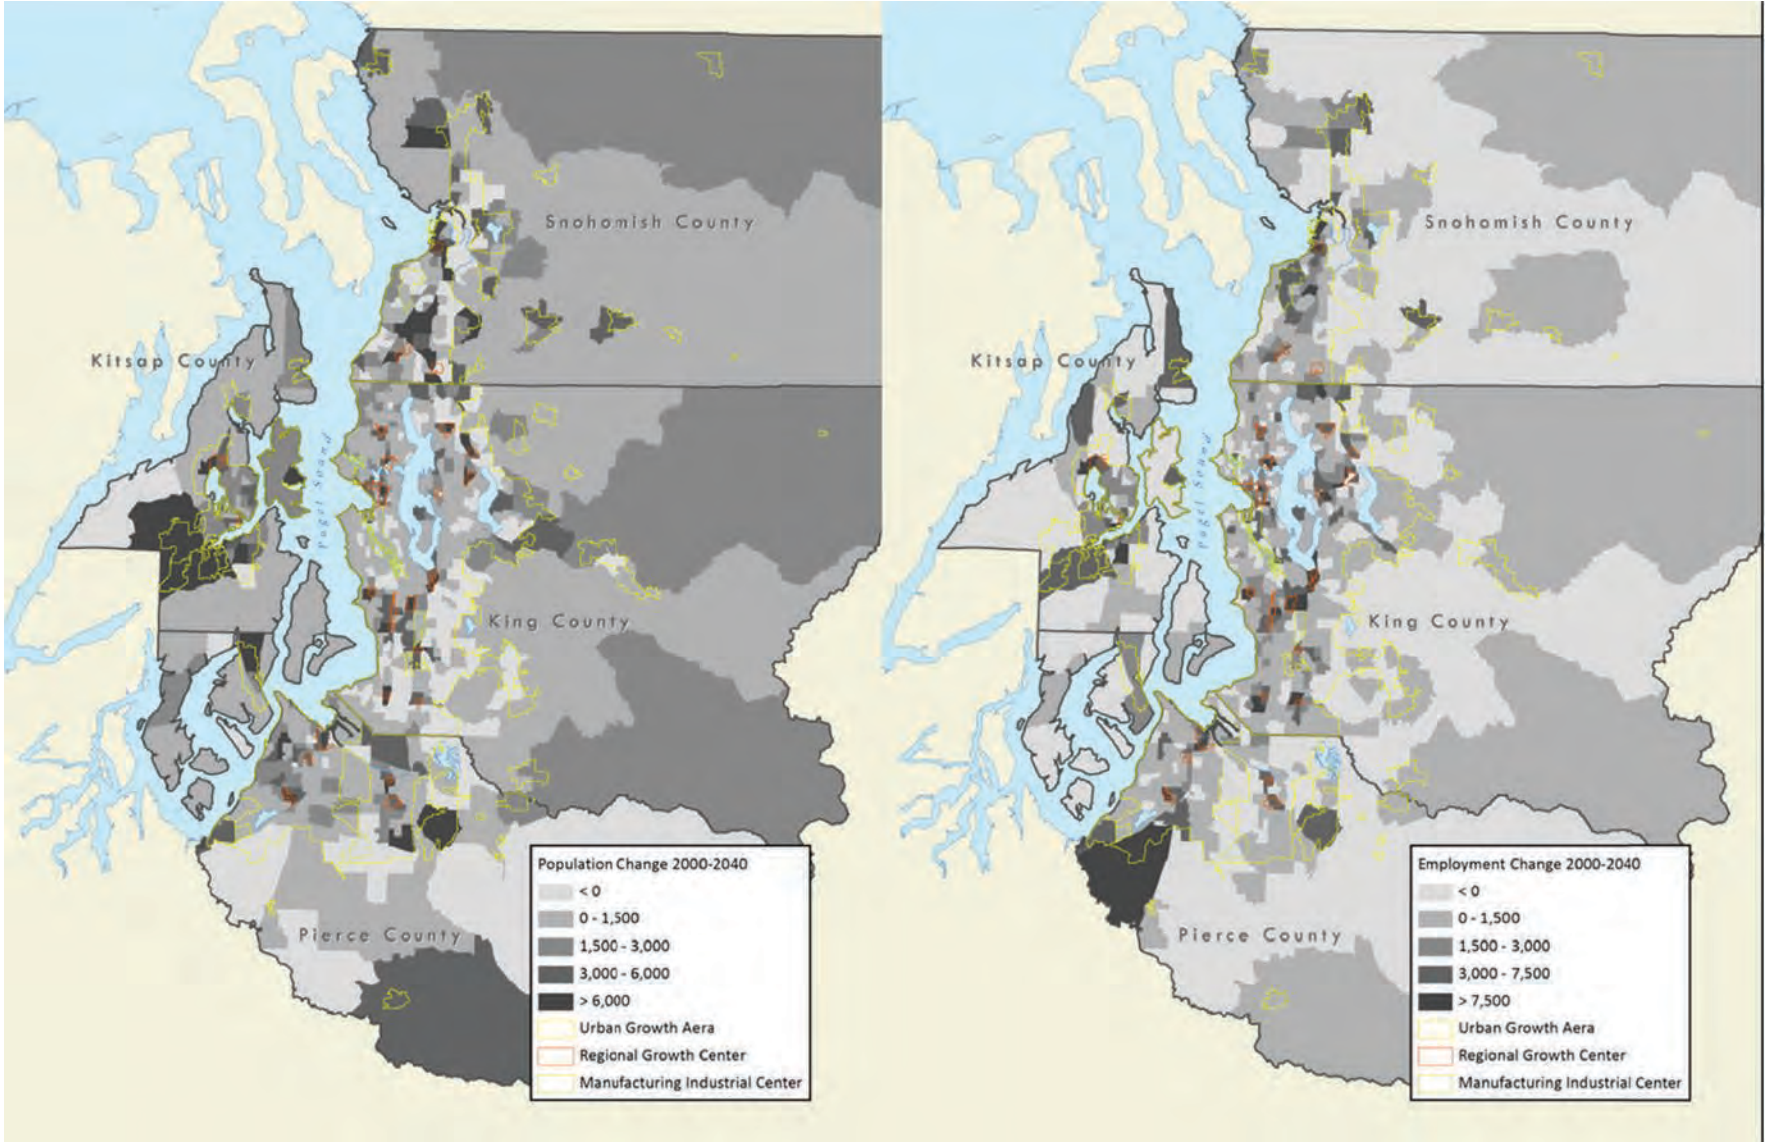 Snohomish County
Kitsap County
Puget Sound
King County
Pierce County
Population Change 2000-2040
< 0
0 - 1,500
1,500 - 3,000
3,000 - 6,000
> 6,000
Urban Growth Aera
Regional Growth Center
Manufacturing Industrial Center
Snohomish County
Kitsap County
Puget Sound
King County
Pierce County
Employment Change 2000-2040
< 0
0 - 1,500
1,500 - 3,000
3,000 - 7,500
> 7,500
Urban Growth Aera
Regional Growth Center
Manufacturing Industrial Center